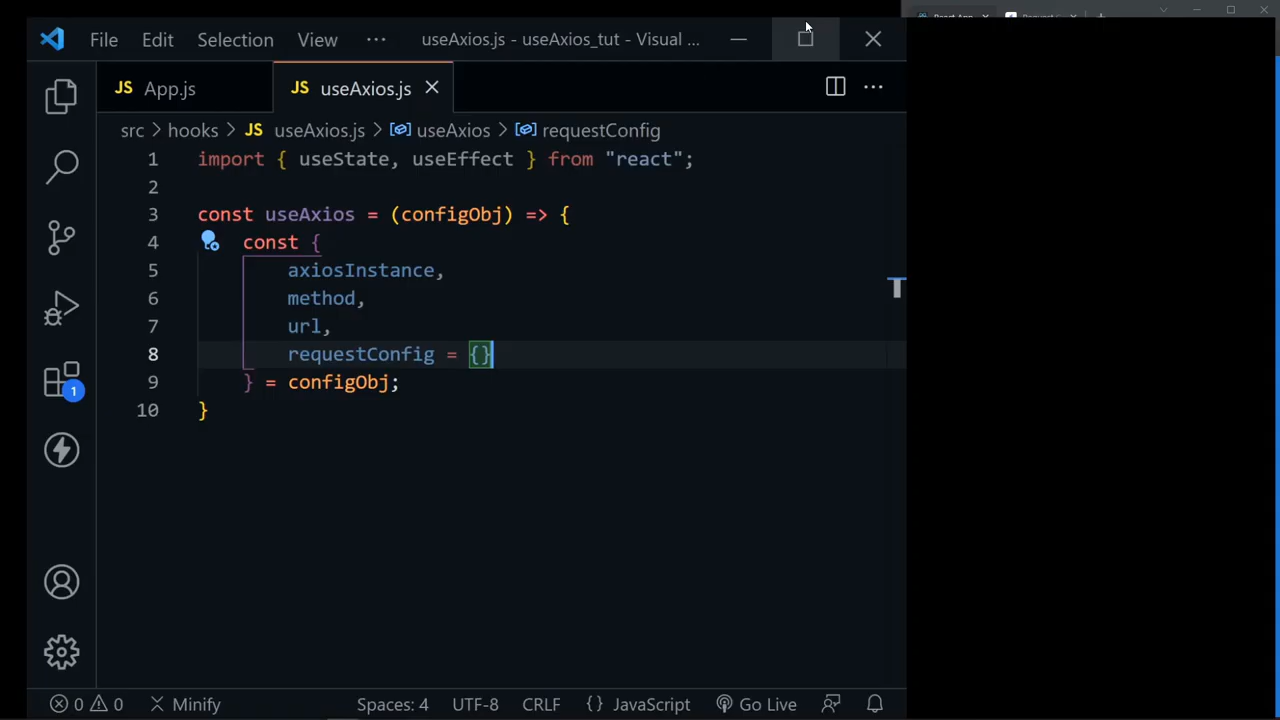 React App
Request
File Edit Selection View ··· useAxios.js - useAxios_tut - Visual ...
JS App.js
JS useAxios.js
src > hooks > JS useAxios.js > useAxios > requestConfig
1 import { useState, useEffect } from "react";
2
3 const useAxios = (configObj) => {
4 const {
5 axiosInstance,
6 method,
7 url,
8 requestConfig = {}
9 } = configObj;
10 }
1
0 0 Minify Spaces: 4 UTF-8 CRLF {} JavaScript Go Live